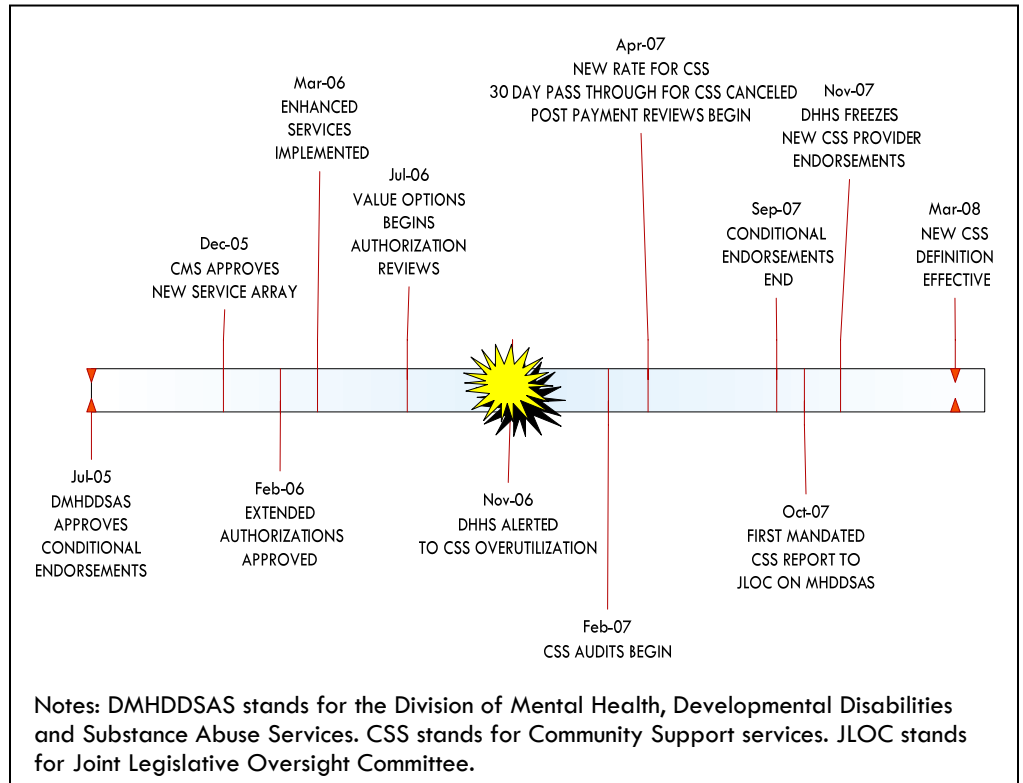 Apr-07
NEW RATE FOR CSS
30 DAY PASS THROUGH FOR CSS CANCELED
POST PAYMENT REVIEWS BEGIN
Mar-06
ENHANCED
SERVICES
IMPLEMENTED
Nov-07
DHHS FREEZES
NEW CSS PROVIDER
ENDORSEMENTS
Jul-06
VALUE OPTIONS
BEGINS
AUTHORIZATION
REVIEWS
Sep-07
CONDITIONAL
ENDORSEMENTS
END
Mar-08
NEW CSS
DEFINITION
EFFECTIVE
Dec-05
CMS APPROVES
NEW SERVICE ARRAY
Jul-05
DMHDDSAS
APPROVES
CONDITIONAL
ENDORSEMENTS
Feb-06
EXTENDED
AUTHORIZATIONS
APPROVED
Nov-06
DHHS ALERTED
TO CSS OVERUTILIZATION
Oct-07
FIRST MANDATED
CSS REPORT TO
JLOC ON MHDDSAS
Feb-07
CSS AUDITS BEGIN
Notes: DMHDDSAS stands for the Division of Mental Health, Developmental Disabilities
and Substance Abuse Services. CSS stands for Community Support services. JLOC stands
for Joint Legislative Oversight Committee.